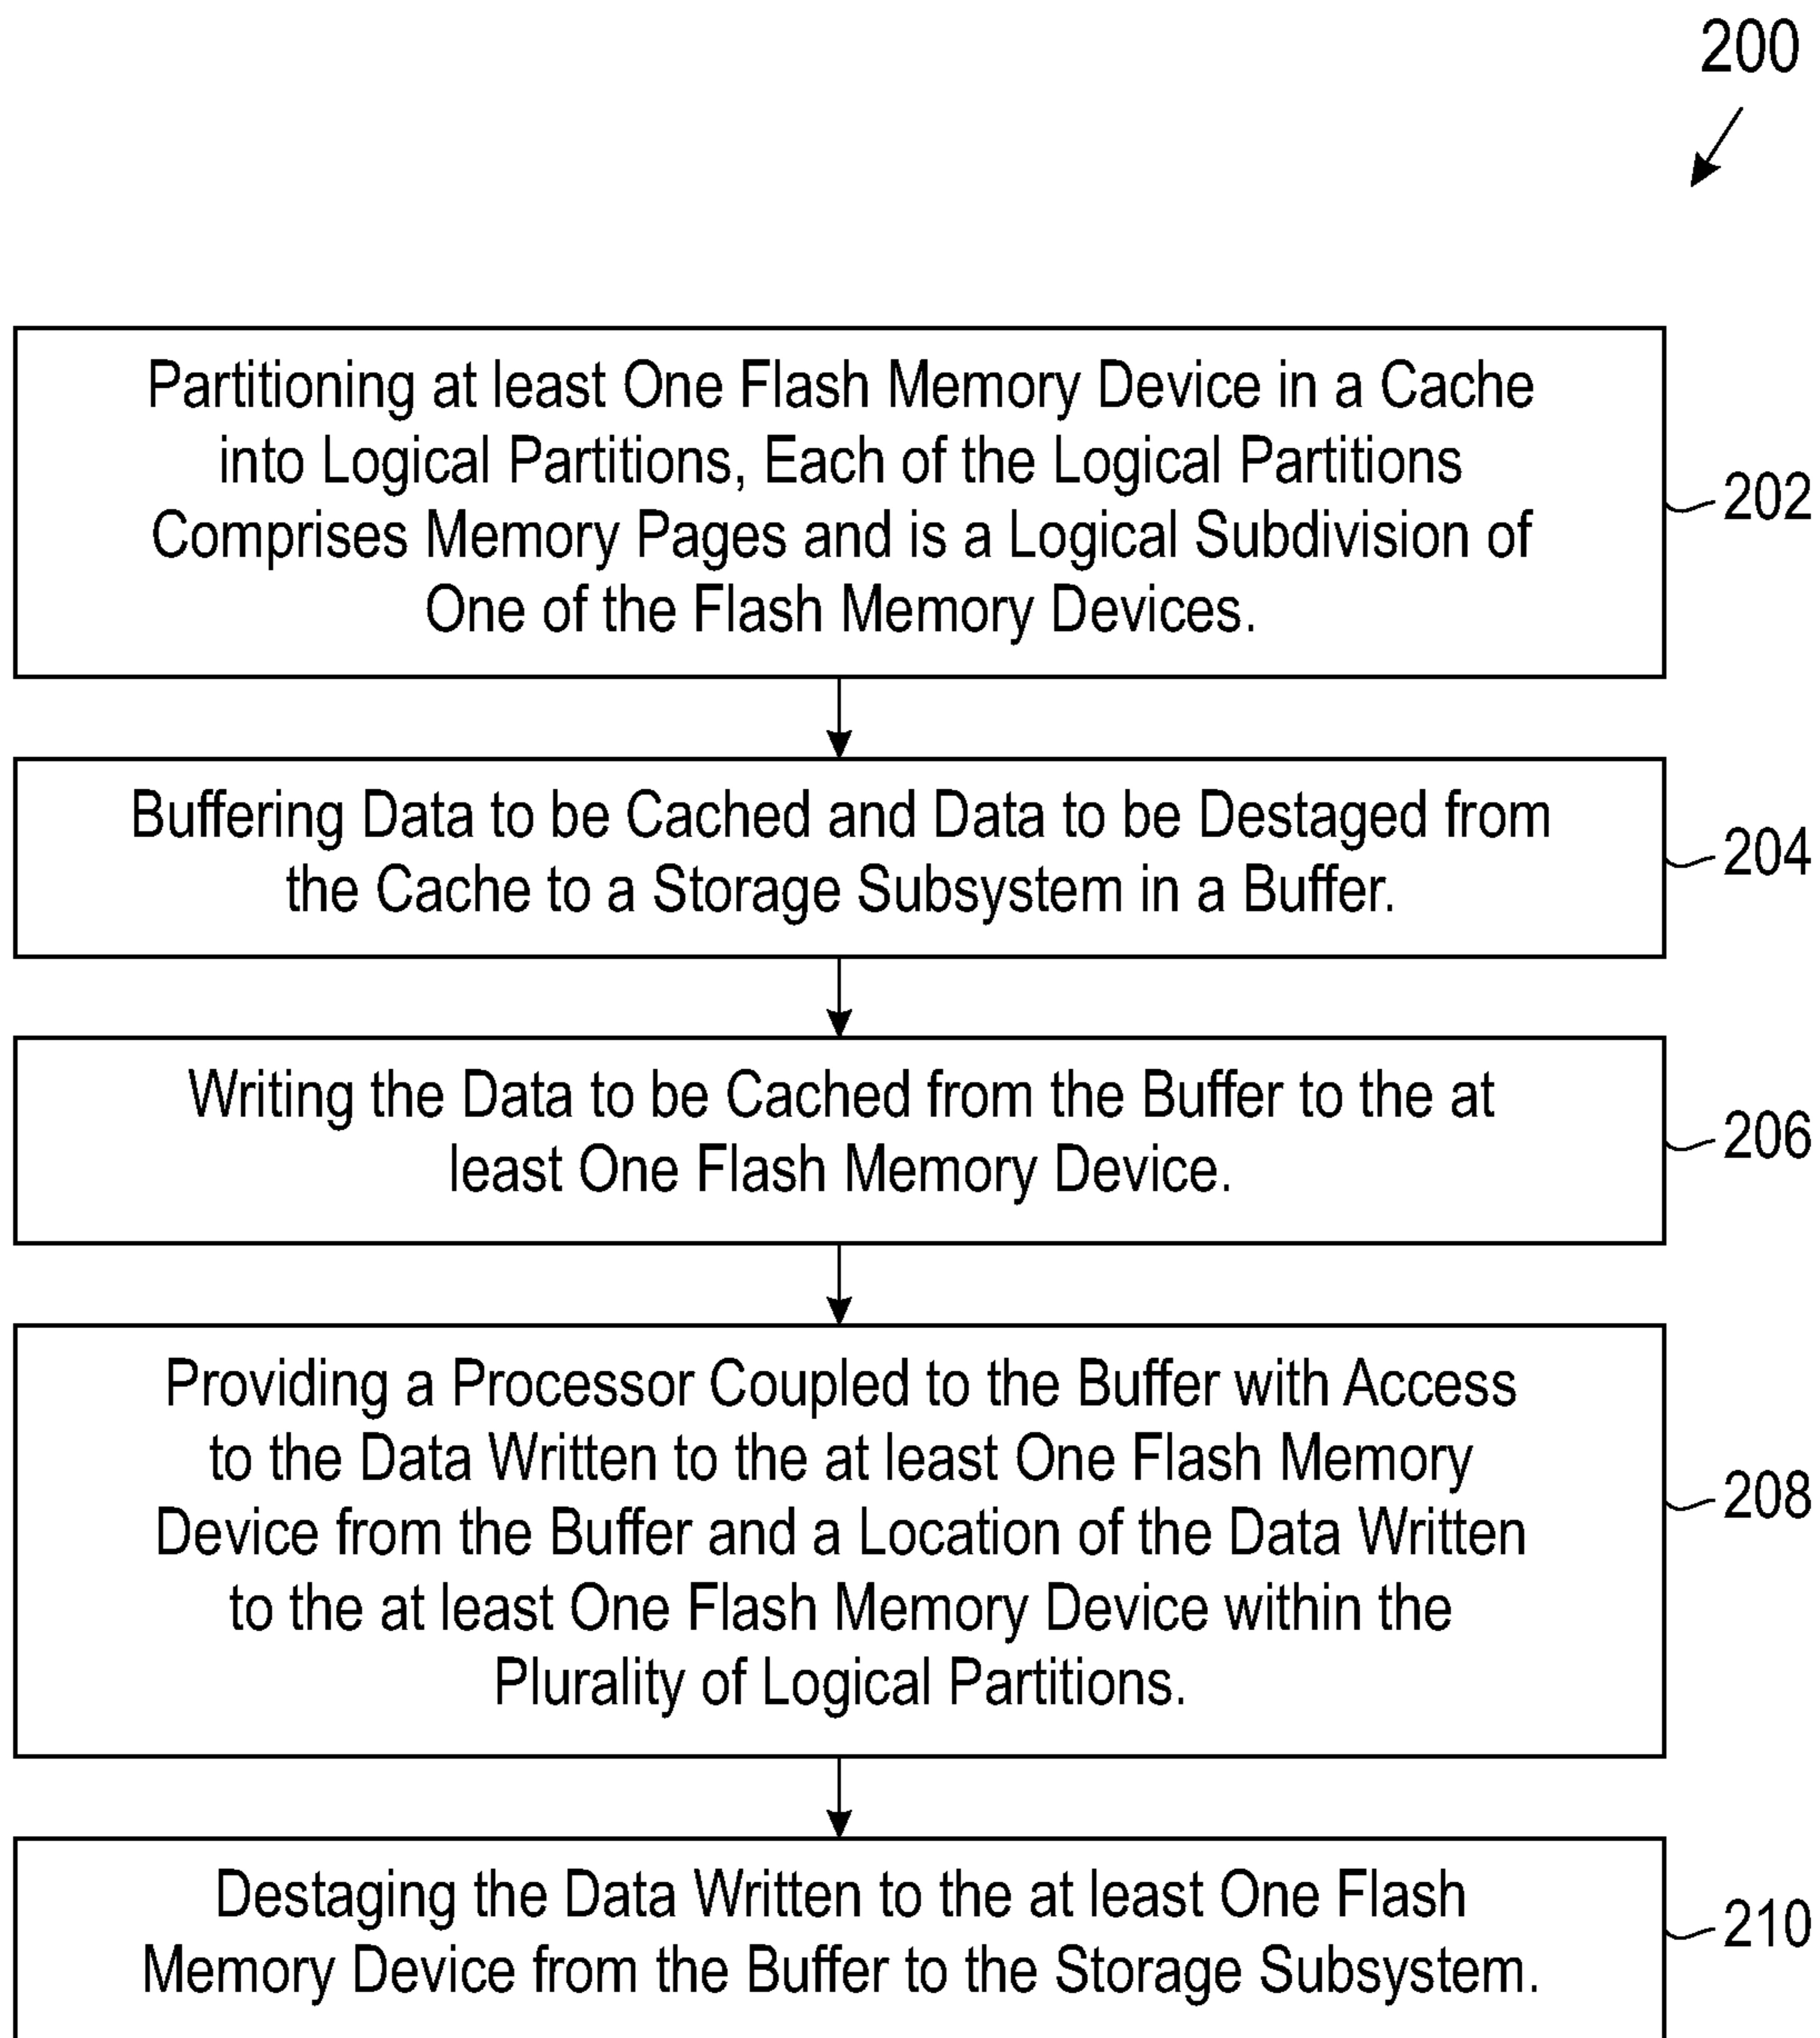 200
Partitioning at least One Flash Memory Device in a Cache
into Logical Partitions, Each of the Logical Partitions
Comprises Memory Pages and is a Logical Subdivision of
One of the Flash Memory Devices.
202
Buffering Data to be Cached and Data to be Destaged from
the Cache to a Storage Subsystem in a Buffer.
204
Writing the Data to be Cached from the Buffer to the at
least One Flash Memory Device.
206
Providing a Processor Coupled to the Buffer with Access
to the Data Written to the at least One Flash Memory
Device from the Buffer and a Location of the Data Written
to the at least One Flash Memory Device within the
Plurality of Logical Partitions.
208
Destaging the Data Written to the at least One Flash
Memory Device from the Buffer to the Storage Subsystem.
210